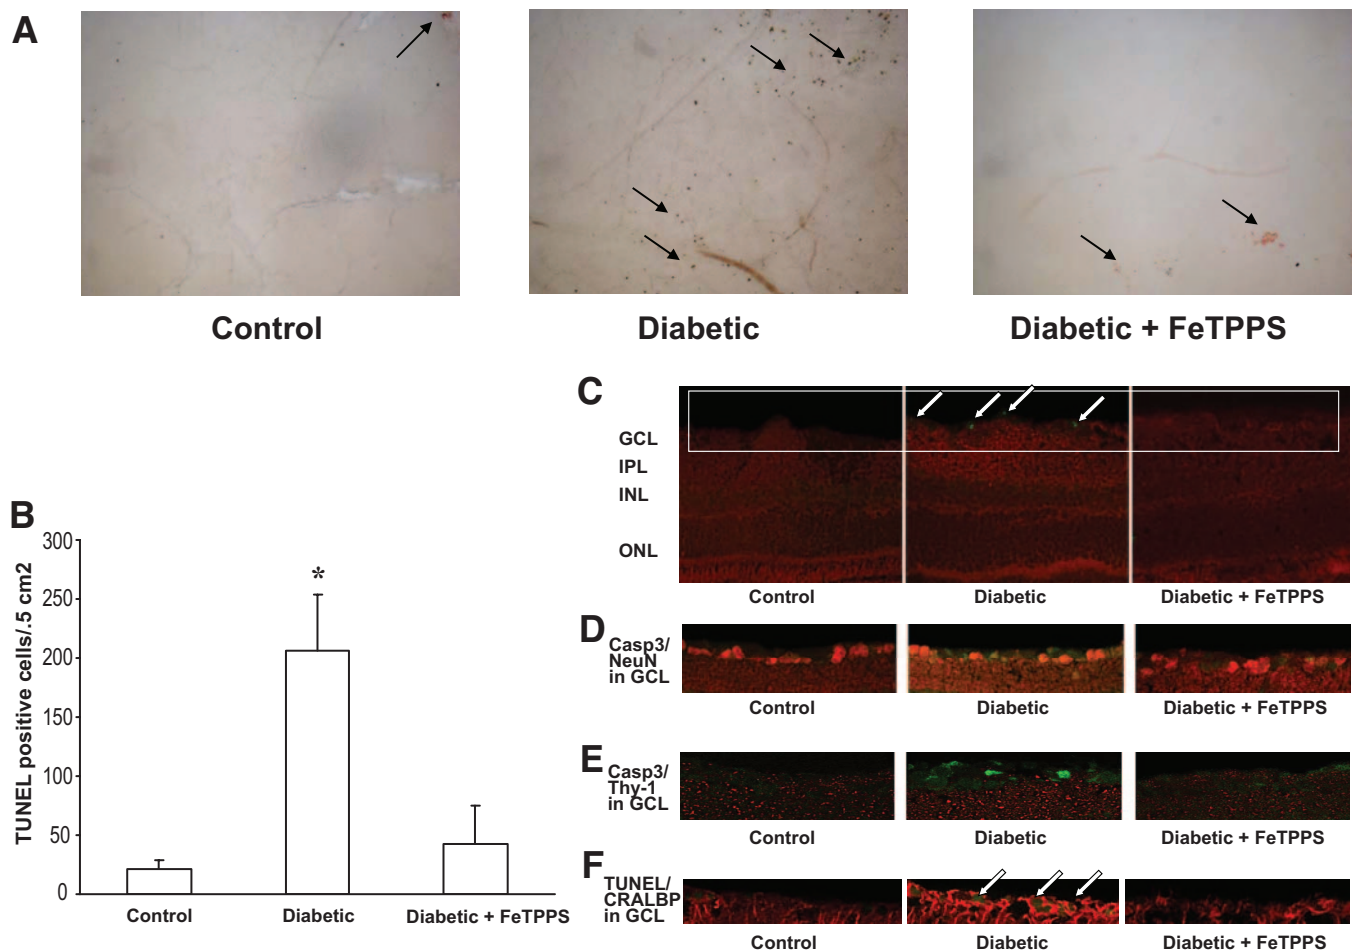 A
Control
Diabetic
Diabetic + FeTPPS
B
TUNEL positive cells/.5 cm2
300
250
200
150
100
50
0
*
Control
Diabetic
Diabetic + FeTPPS
C
GCL
IPL
INL
ONL
Control
Diabetic
Diabetic + FeTPPS
D
Casp3/
NeuN
in GCL
Control
Diabetic
Diabetic + FeTPPS
E
Casp3/
Thy-1
in GCL
Control
Diabetic
Diabetic + FeTPPS
F
TUNEL/
CRALBP
in GCL
Control
Diabetic
Diabetic + FeTPPS